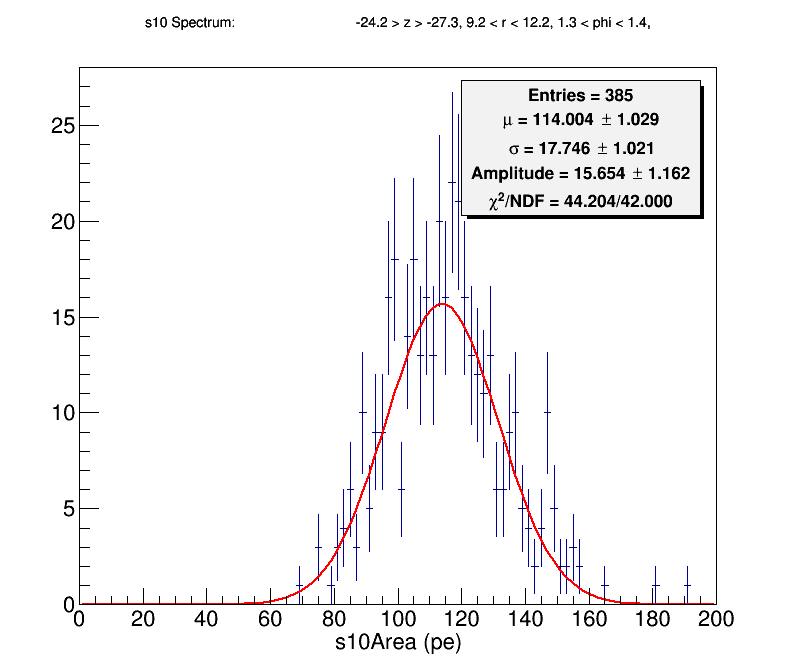 s10 Spectrum: -24.2 > z > -27.3, 9.2 < r < 12.2, 1.3 < phi < 1.4,
Entries = 385
μ = 114.004 ± 1.029
σ = 17.746 ± 1.021
Amplitude = 15.654 ± 1.162
χ²/NDF = 44.204/42.000
25
20
15
10
5
0
0 20 40 60 80 100 120 140 160 180 200
s10Area (pe)